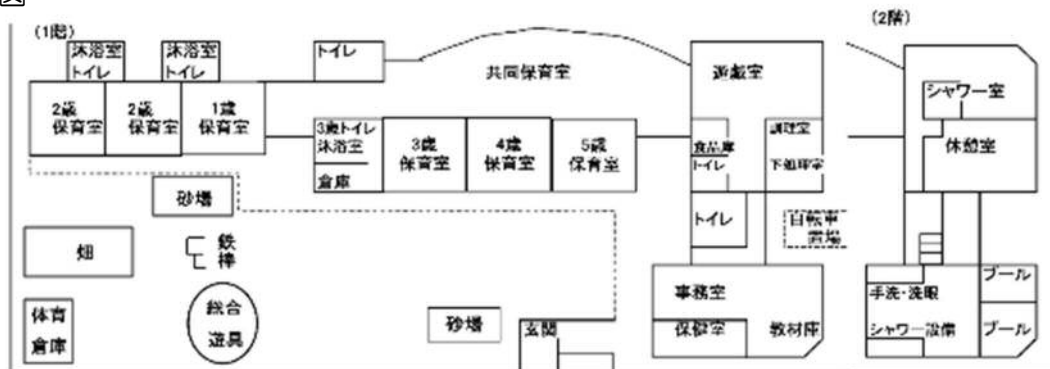 (1階)
(2階)
沐浴室
トイレ
沐浴室
トイレ
トイレ
共同保育室
遊戯室
シャワー室
2歳
保育室
2歳
保育室
1歳
保育室
3歳トイレ
沐浴室
倉庫
3歳
保育室
4歳
保育室
5歳
保育室
食品庫
トイレ
調理室
下処理室
休憩室
砂場
トイレ
自転車
置場
畑
鉄
棒
事務室
保健室
教材庫
手洗・洗眼
シャワー設備
プール
プール
体育
倉庫
総合
遊具
砂場
玄関